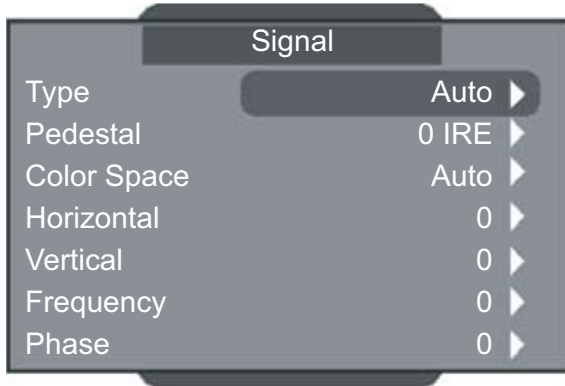 Signal
Type Auto
Pedestal 0 IRE
Color Space Auto
Horizontal 0
Vertical 0
Frequency 0
Phase 0